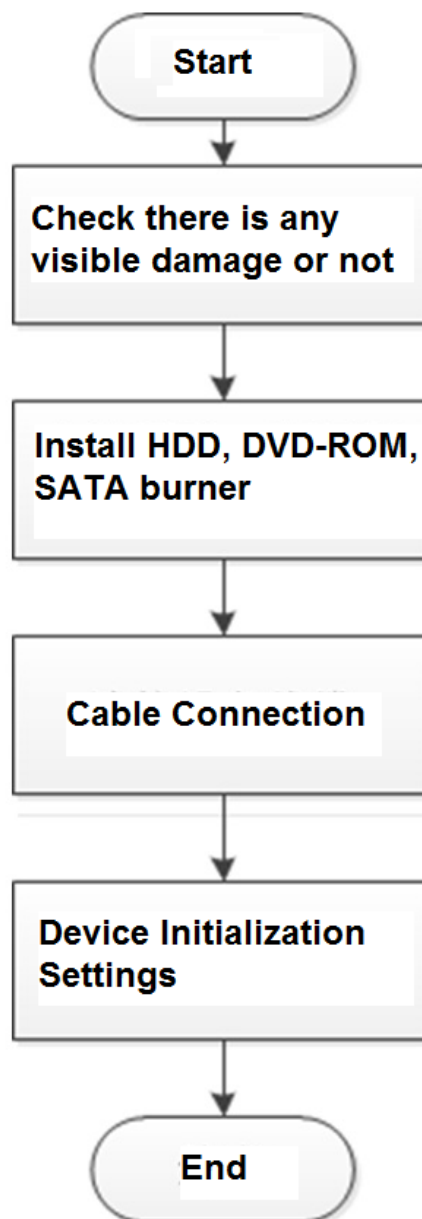 Start
Check there is any
visible damage or not
Install HDD, DVD-ROM,
SATA burner
Cable Connection
Device Initialization
Settings
End